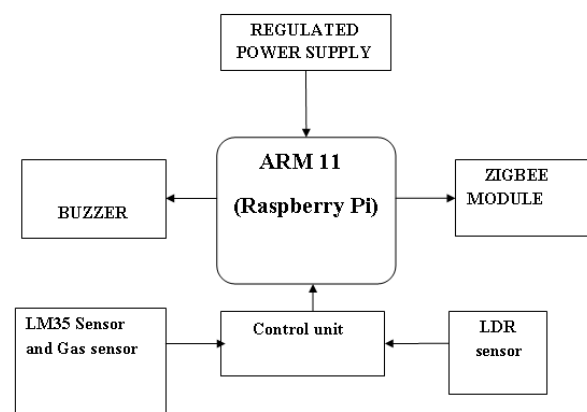 REGULATED
POWER SUPPLY
ARM 11
(Raspberry Pi)
BUZZER
ZIGBEE
MODULE
LM35 Sensor
and Gas sensor
Control unit
LDR
sensor